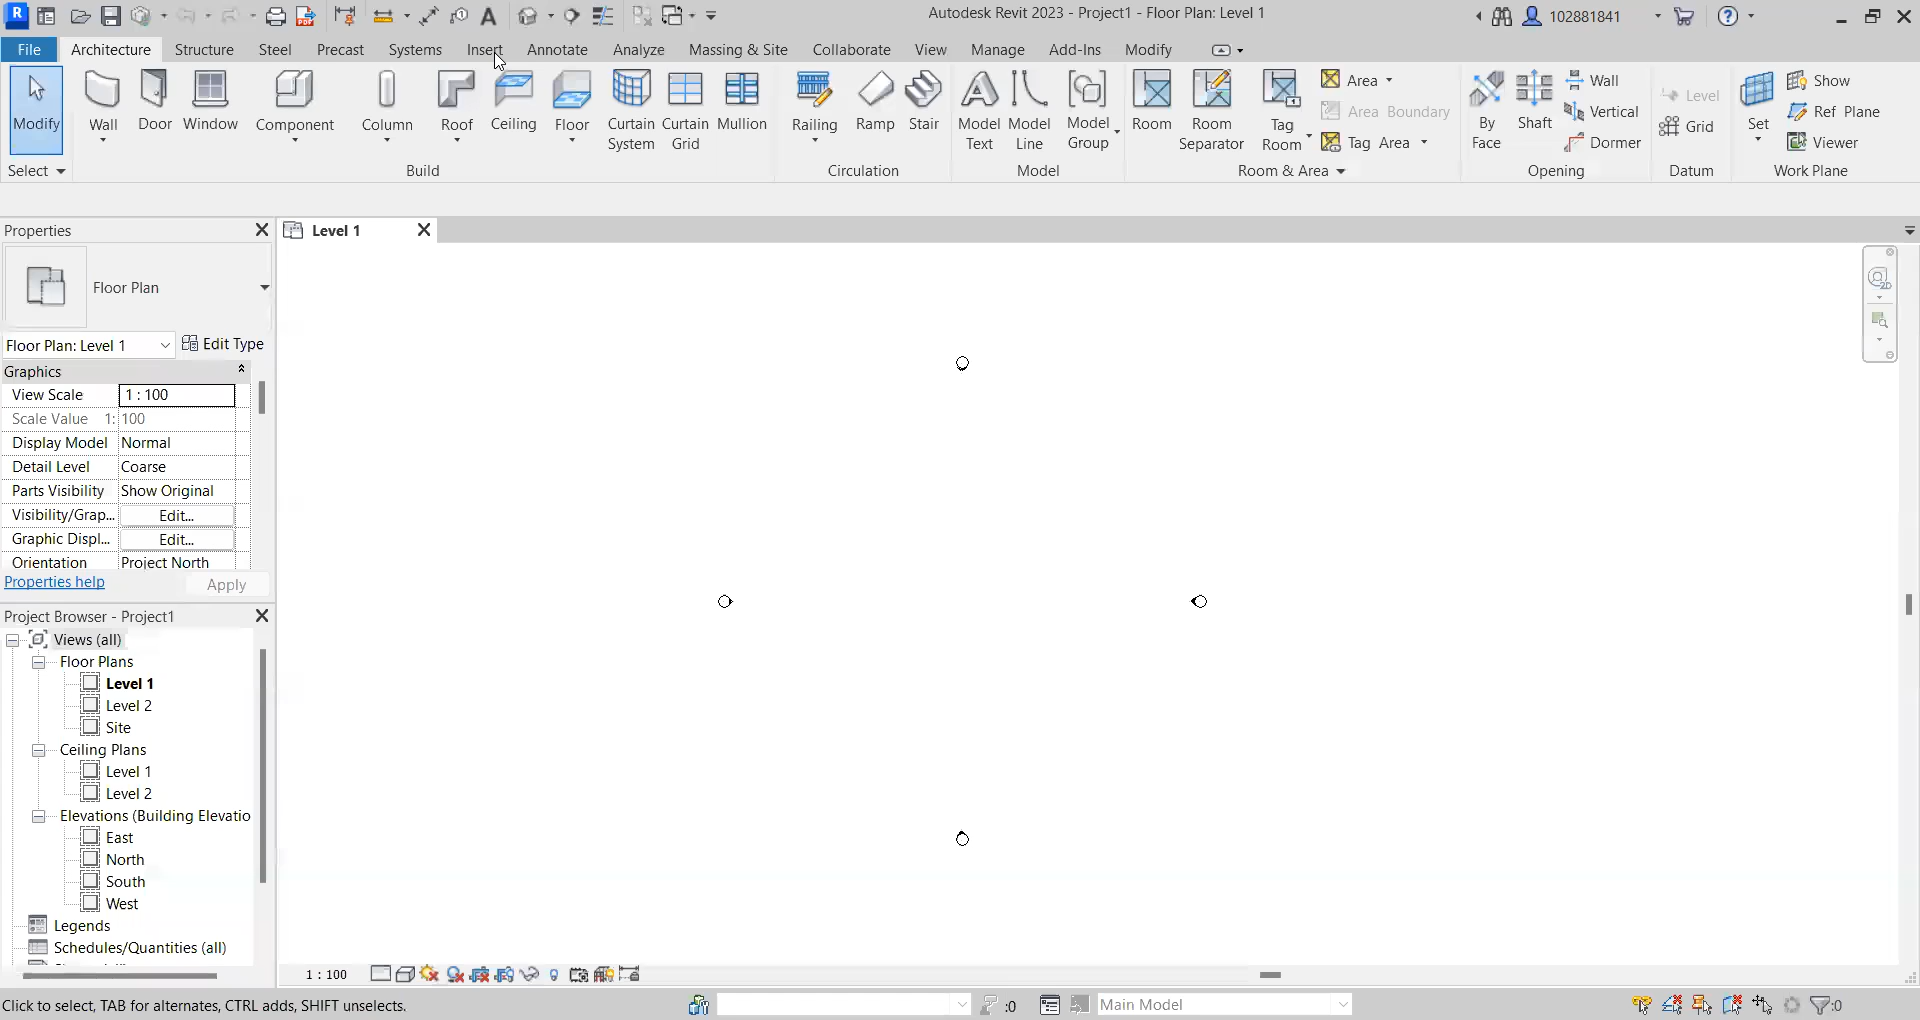 R
Autodesk Revit 2023 - Project1 - Floor Plan: Level 1
102881841
File Architecture Structure Steel Precast Systems Insert Annotate Analyze Massing & Site Collaborate View Manage Add-Ins Modify
Modify
Wall
Door
Window
Component
Column
Roof
Ceiling
Floor
Curtain System
Curtain Grid
Mullion
Railing
Ramp
Stair
Model Text
Model Line
Model Group
Room
Room Separator
Tag Room
Area
Area Boundary
Tag Area
By Face
Shaft
Wall
Vertical
Dormer
Level
Grid
Set
Show
Ref Plane
Viewer
Select Build Circulation Model Room & Area Opening Datum Work Plane
Properties
Level 1
2D
Floor Plan
Floor Plan: Level 1
Edit Type
Graphics
View Scale 1 : 100
Scale Value 1: 100
Display Model Normal
Detail Level Coarse
Parts Visibility Show Original
Visibility/Grap... Edit...
Graphic Displ... Edit...
Orientation Project North
Properties help
Apply
Project Browser - Project1
Views (all)
Floor Plans
Level 1
Level 2
Site
Ceiling Plans
Level 1
Level 2
Elevations (Building Elevatio
East
North
South
West
Legends
Schedules/Quantities (all)
1 : 100
Click to select, TAB for alternates, CTRL adds, SHIFT unselects.
:0
Main Model
:0